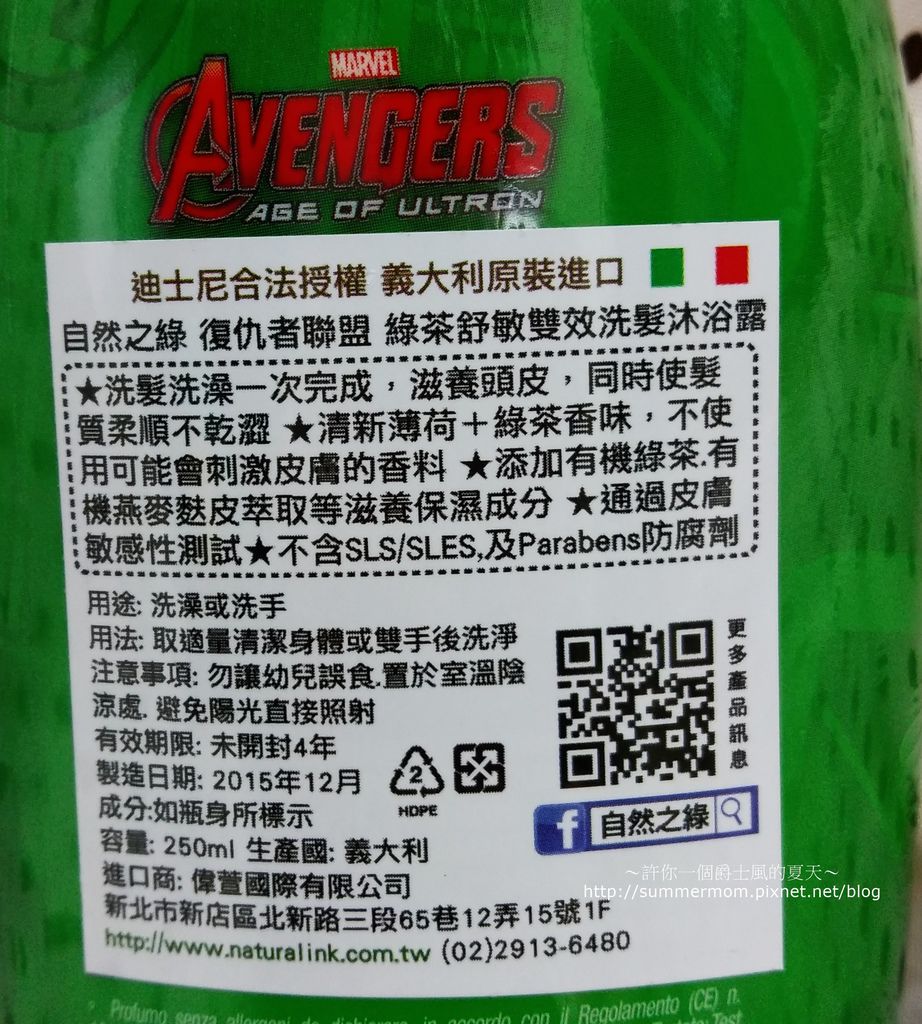 MARVEL
AVENGERS
AGE OF ULTRON
迪士尼合法授權 義大利原裝進口
自然之綠 復仇者聯盟 綠茶舒敏雙效洗髮沐浴露
★洗髮洗澡一次完成，滋養頭皮，同時使髮
質柔順不乾澀 ★清新薄荷＋綠茶香味，不使
用可能會刺激皮膚的香料 ★添加有機綠茶.有
機燕麥麩皮萃取等滋養保濕成分 ★通過皮膚
敏感性測試★不含SLS/SLES,及Parabens防腐劑
用途: 洗澡或洗手
用法: 取適量清潔身體或雙手後洗淨
注意事項: 勿讓幼兒誤食.置於室溫陰
涼處. 避免陽光直接照射
有效期限: 未開封4年
製造日期: 2015年12月
成分:如瓶身所標示
容量: 250ml 生產國: 義大利
進口商: 偉萱國際有限公司
新北市新店區北新路三段65巷12弄15號1F
http://www.naturalink.com.tw (02)2913-6480
更多產品訊息
2
HDPE
f 自然之綠
～許你一個爵士風的夏天～
http://summermom.pixnet.net/blog
Profumo senza allergeni da dichiarare in accordo con il Regolamento (CE) n.